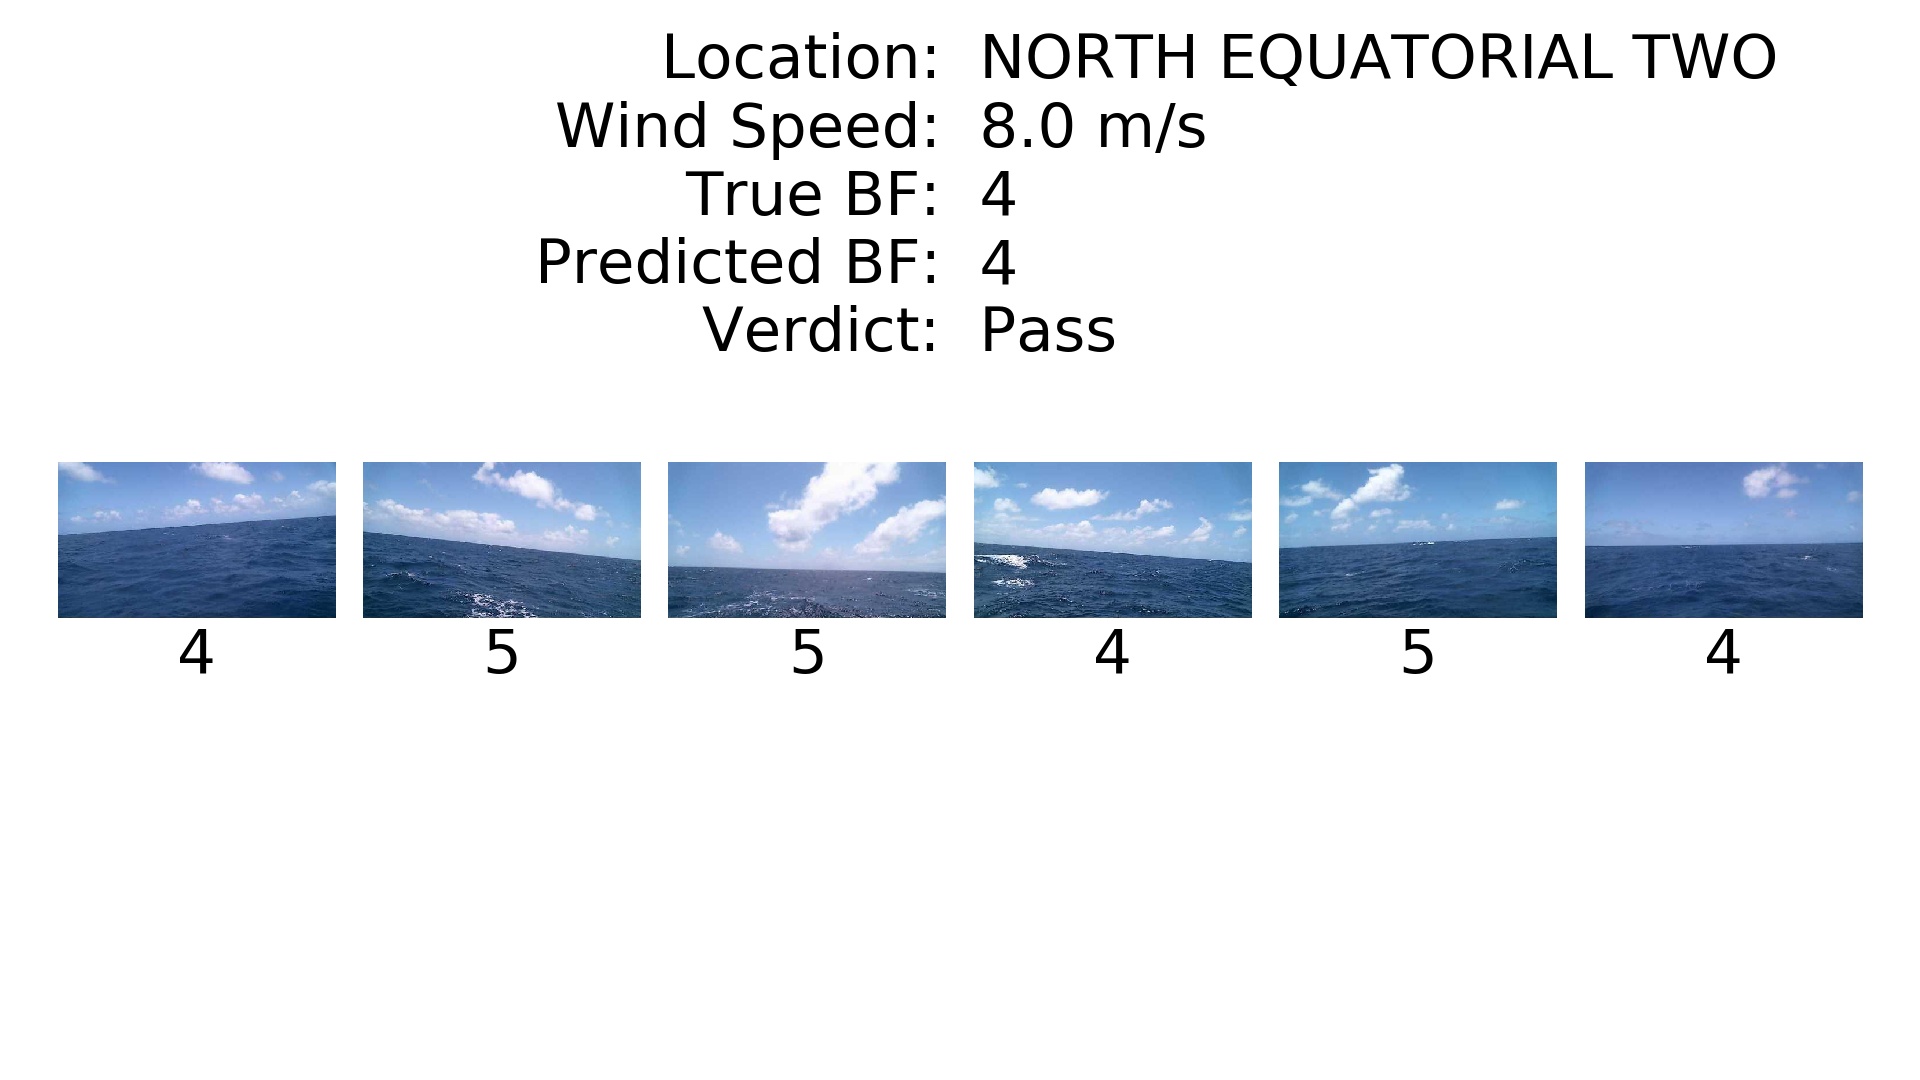 Location: NORTH EQUATORIAL TWO
Wind Speed: 8.0 m/s
True BF: 4
Predicted BF: 4
Verdict: Pass
4 5 5 4 5 4